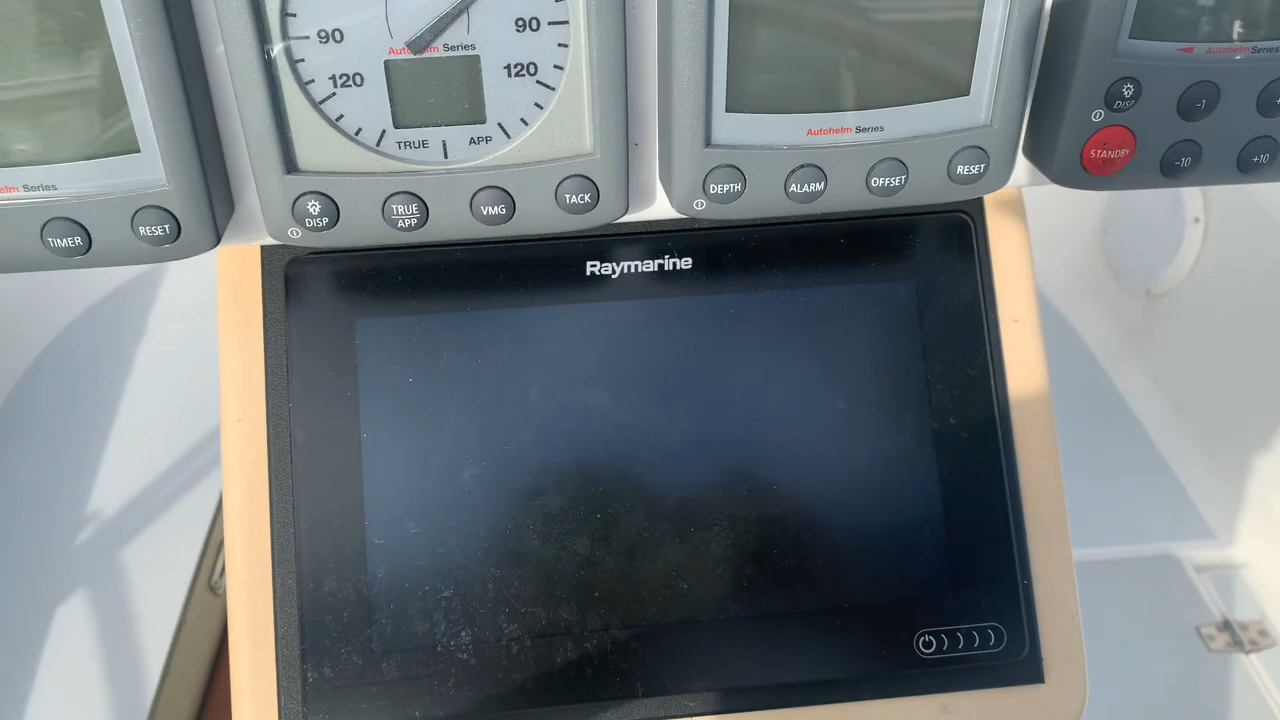 90
90
120
120
Autohelm Series
TRUE
APP
Autohelm Series
Autohelm Series
Series
TIMER
RESET
DISP
TRUE
APP
VMG
TACK
DEPTH
ALARM
OFFSET
RESET
DISP
-1
STANDBY
-10
+10
Raymarine